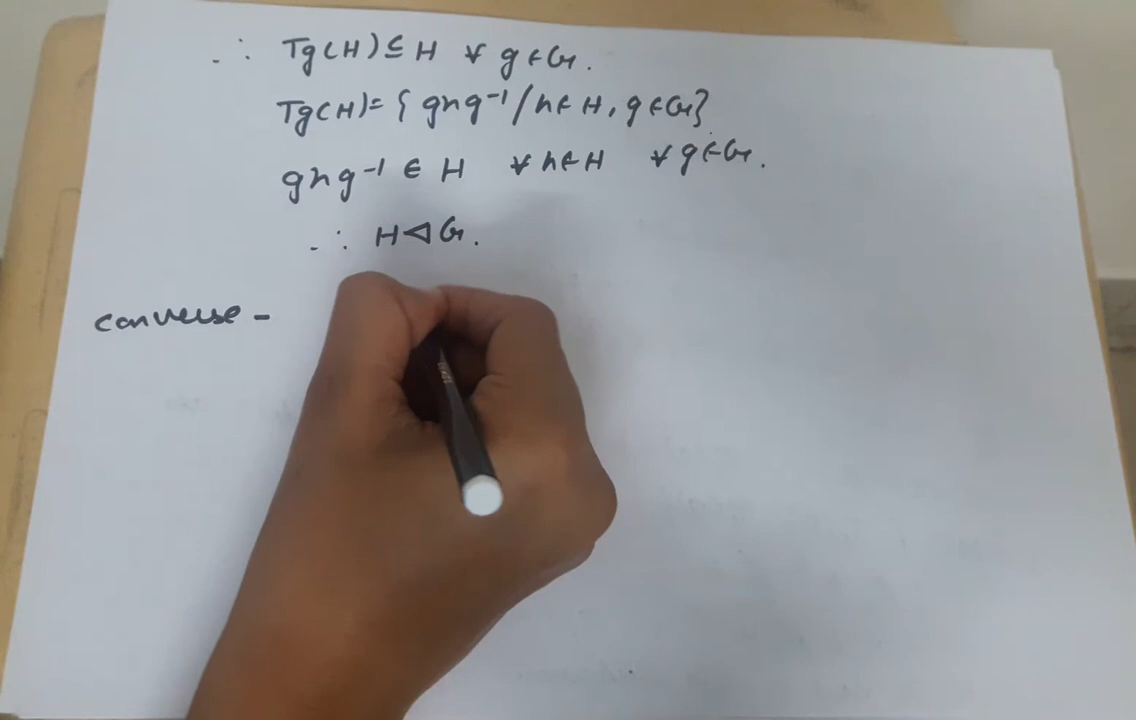 ∴ Tg(H) ⊆ H ∀ g∈G.
Tg(H) = { ghg⁻¹ / h∈H, g∈G}
ghg⁻¹ ∈ H ∀ h∈H ∀ g∈G.
∴ H ⊲ G.
converse -